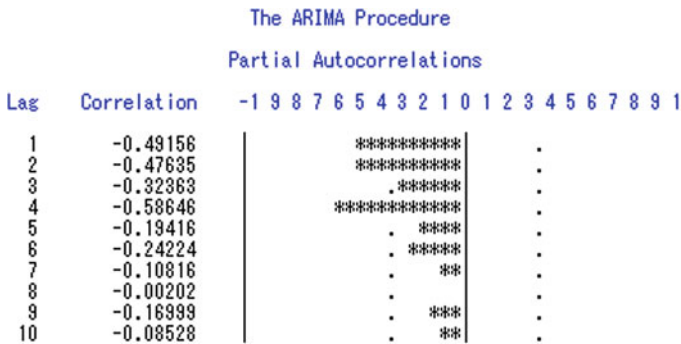 The ARIMA Procedure
Partial Autocorrelations
Lag Correlation -1 9 8 7 6 5 4 3 2 1 0 1 2 3 4 5 6 7 8 9 1
1 -0.49156 | **********| . 
2 -0.47635 | **********| .
3 -0.32363 | .******| .
4 -0.58646 | ************| .
5 -0.19416 | . ****| .
6 -0.24224 | . *****| .
7 -0.10816 | . **| .
8 -0.00202 | . | .
9 -0.16999 | . ***| .
10 -0.08528 | . **| .